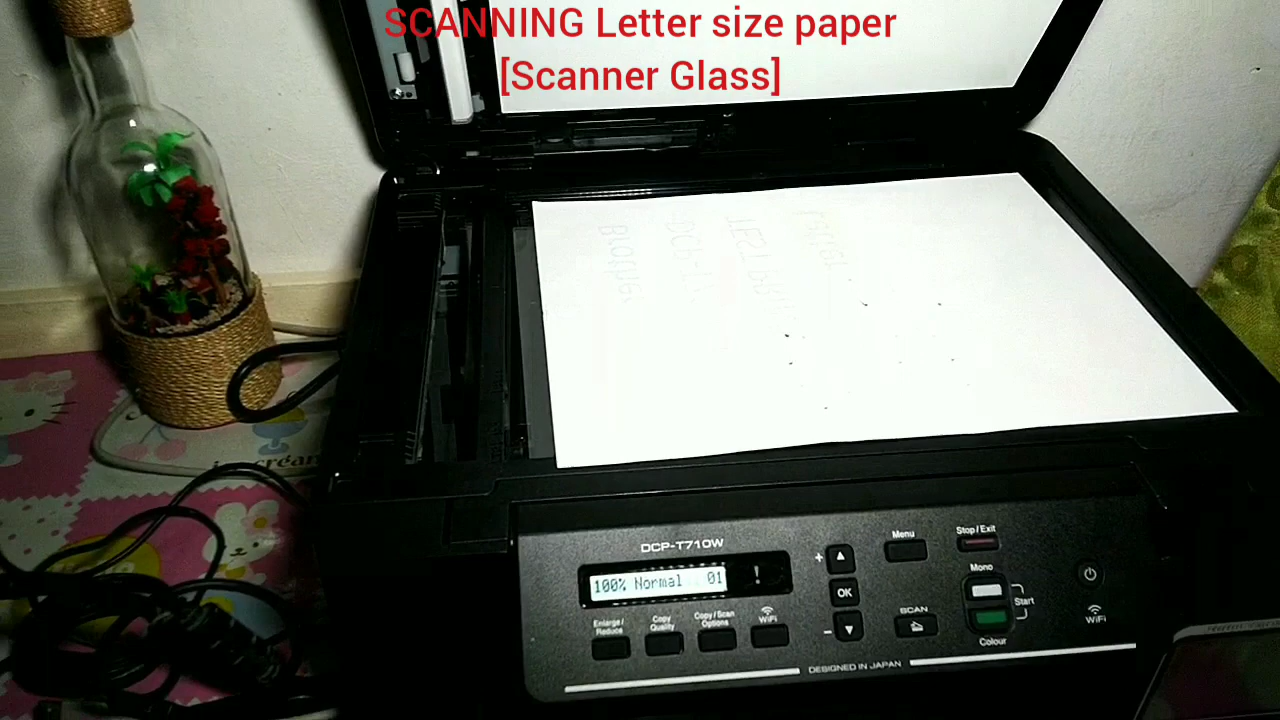 SCANNING Letter size paper
[Scanner Glass]
DCP-T710W
100% Normal 01
Enlarge/
Reduce
Copy
Quality
Copy/Scan
Options
WiFi
+
OK
−
Menu
Stop/Exit
SCAN
Mono
Start
Colour
WiFi
DESIGNED IN JAPAN